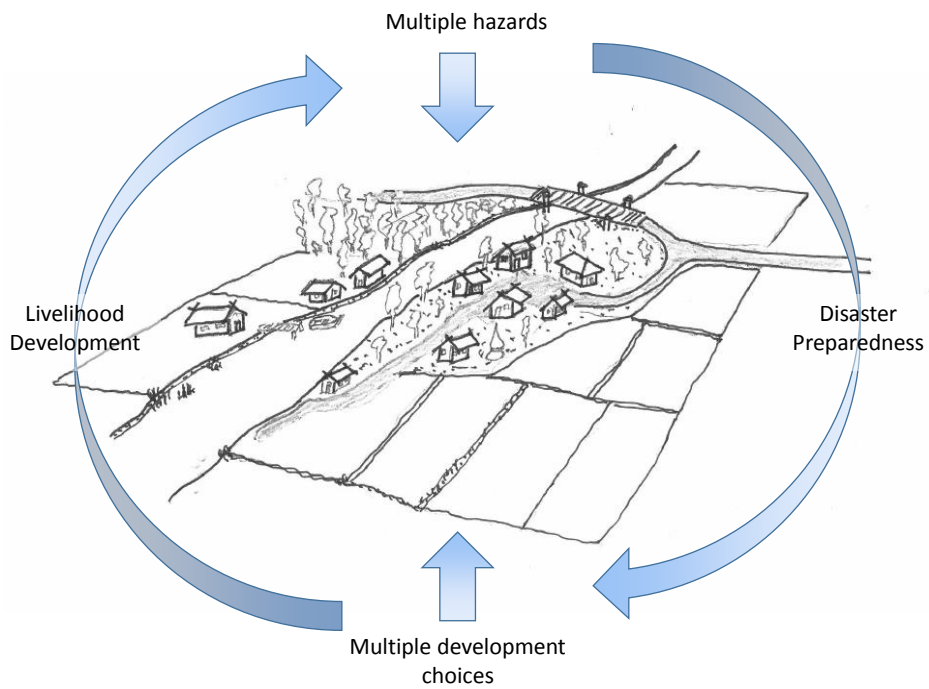 Multiple hazards
Livelihood
Development
Disaster
Preparedness
Multiple development
choices